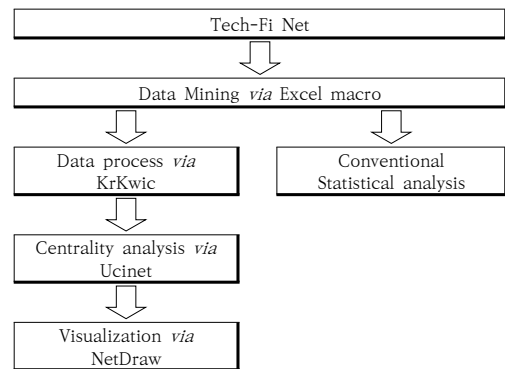 Tech-Fi Net
Data Mining via Excel macro
Data process via
KrKwic
Conventional
Statistical analysis
Centrality analysis via
Ucinet
Visualization via
NetDraw